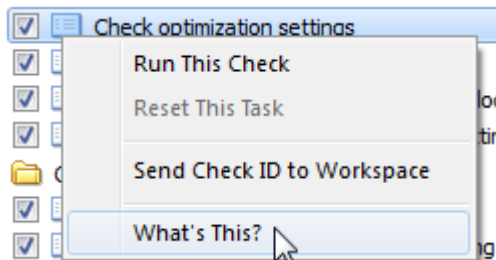 Check optimization settings
Run This Check
Reset This Task
Send Check ID to Workspace
What's This?